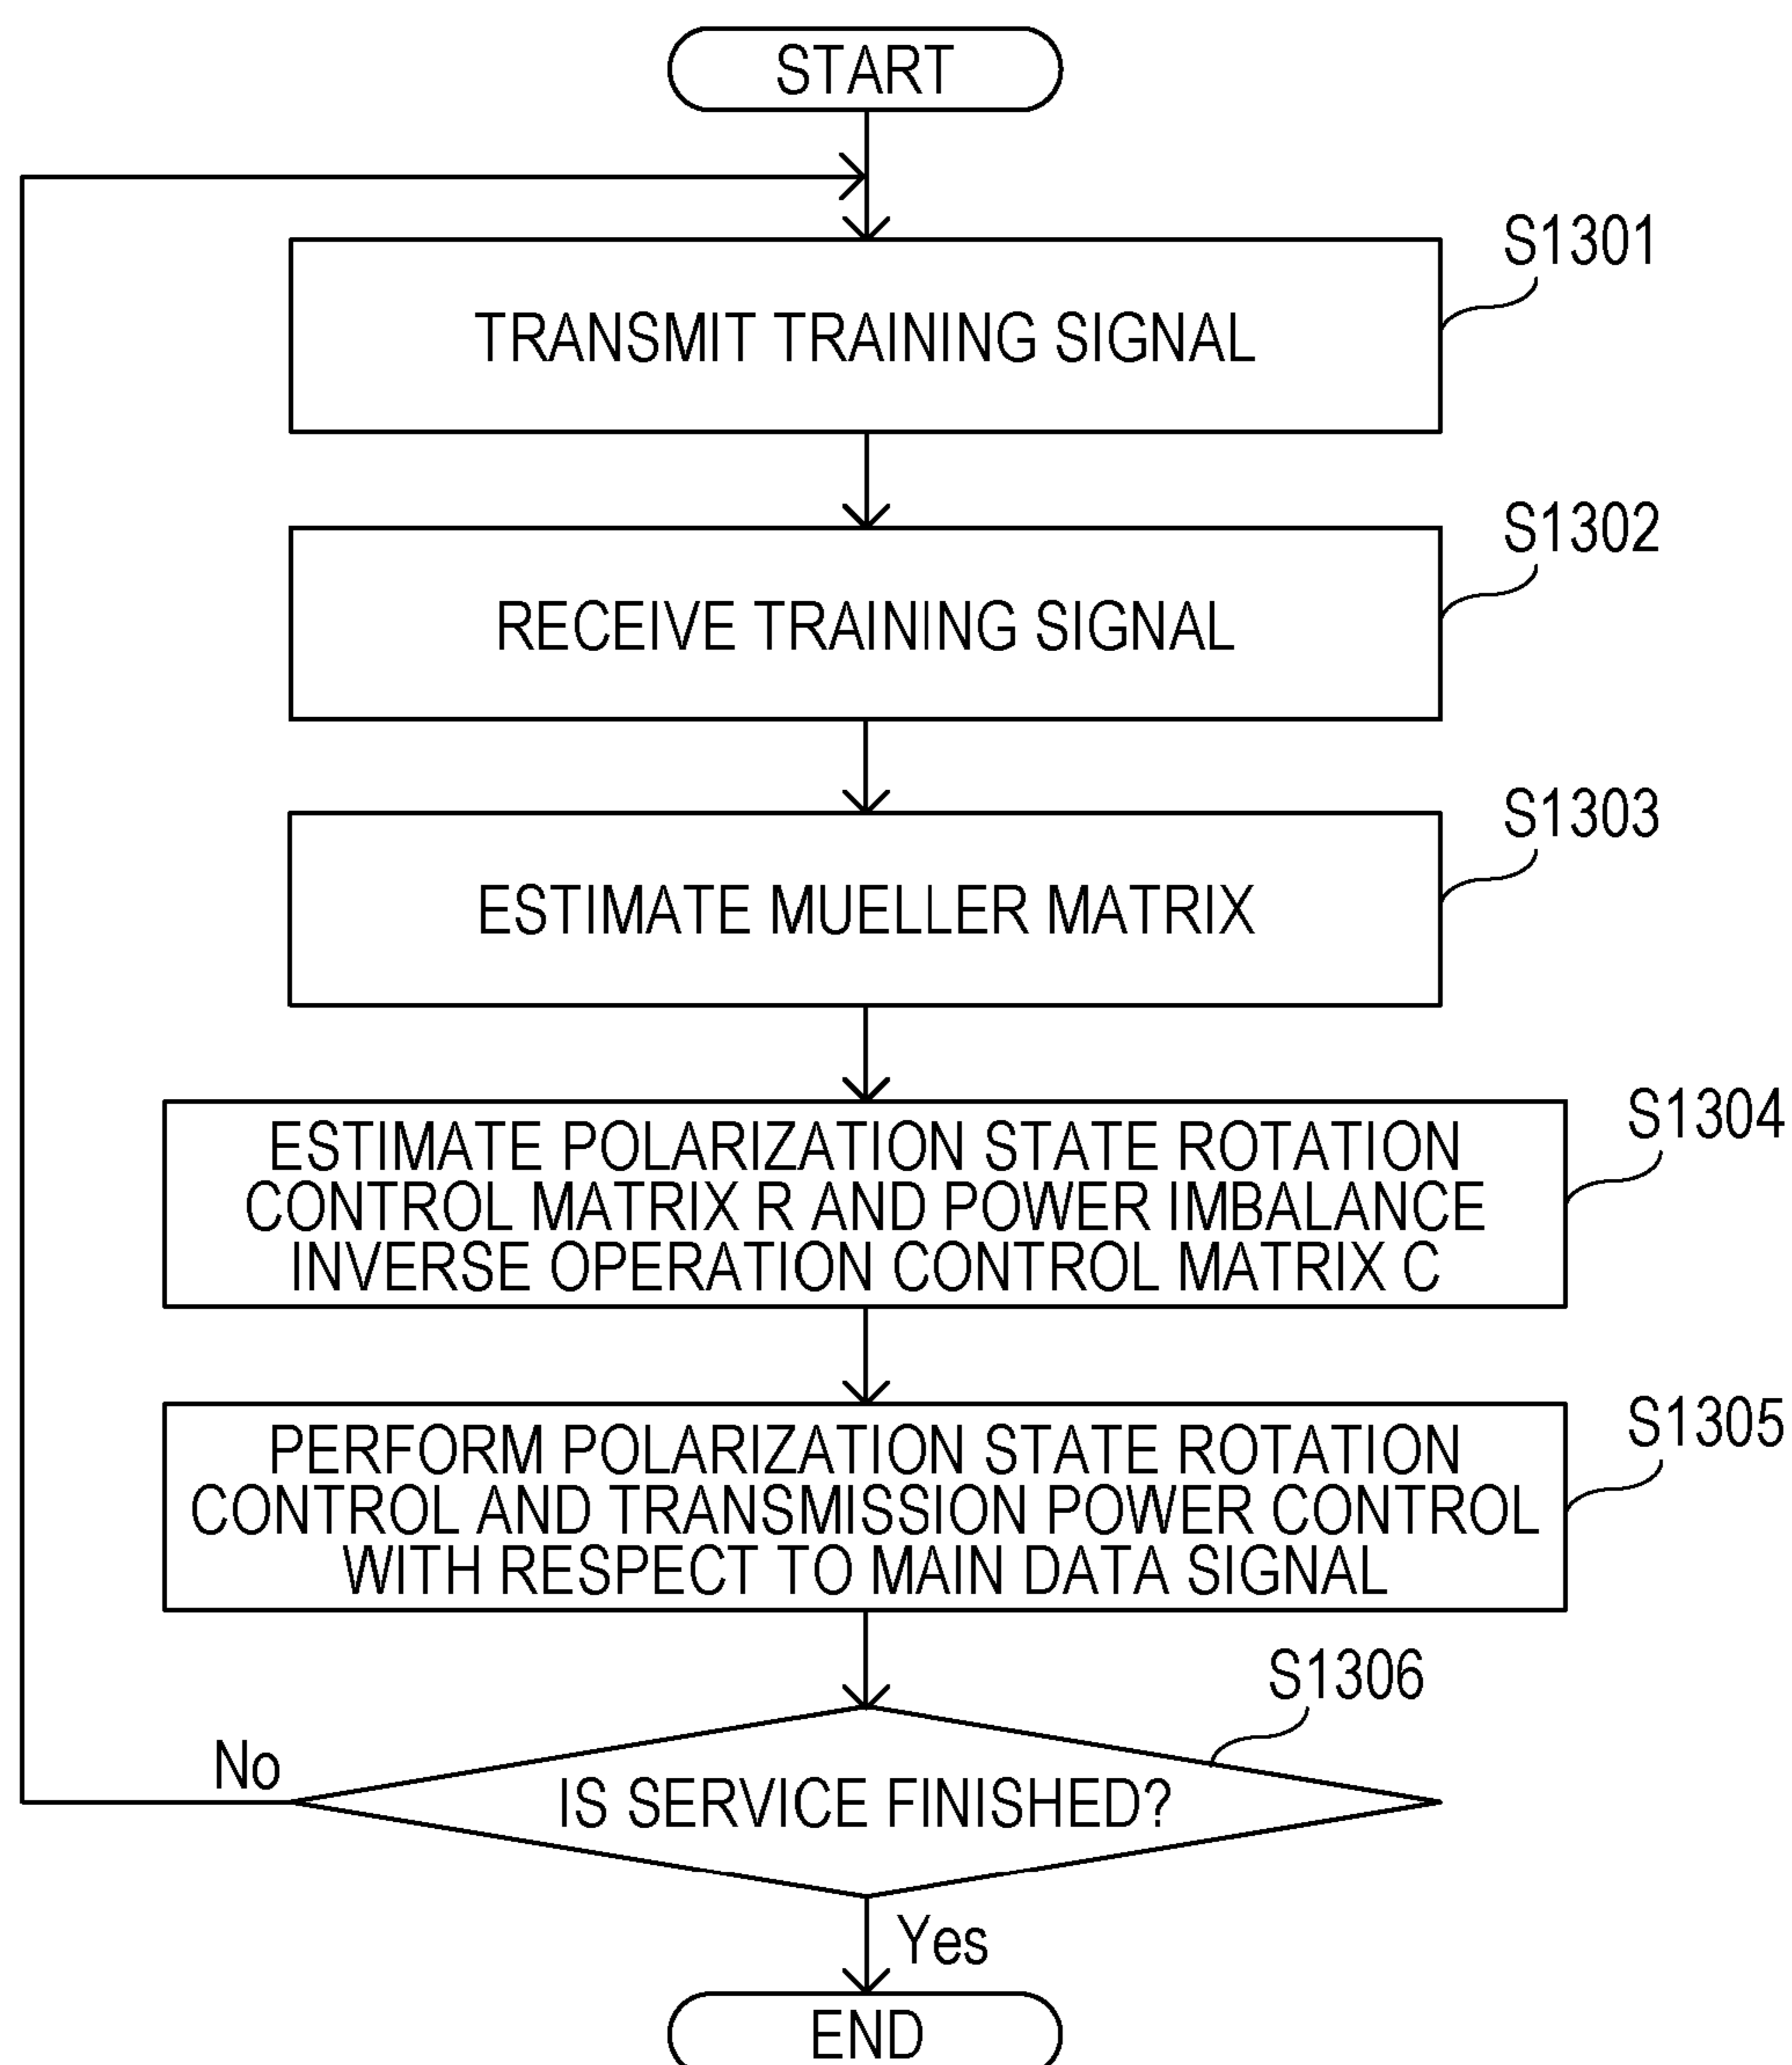 START
S1301
TRANSMIT TRAINING SIGNAL
S1302
RECEIVE TRAINING SIGNAL
S1303
ESTIMATE MUELLER MATRIX
S1304
ESTIMATE POLARIZATION STATE ROTATION
CONTROL MATRIX R AND POWER IMBALANCE
INVERSE OPERATION CONTROL MATRIX C
S1305
PERFORM POLARIZATION STATE ROTATION
CONTROL AND TRANSMISSION POWER CONTROL
WITH RESPECT TO MAIN DATA SIGNAL
S1306
No
IS SERVICE FINISHED?
Yes
END